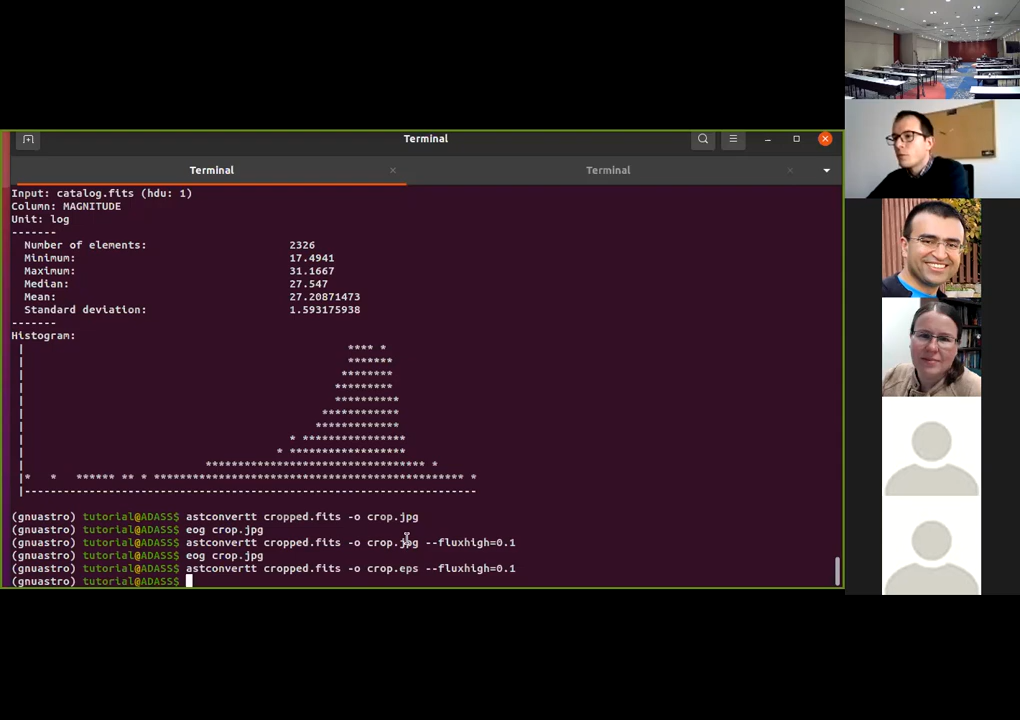 Terminal
Terminal
Terminal
Input: catalog.fits (hdu: 1)
Column: MAGNITUDE
Unit: log
-------
Number of elements: 2326
Minimum: 17.4941
Maximum: 31.1667
Median: 27.547
Mean: 27.20871473
Standard deviation: 1.593175938
-------
Histogram:
| **** *
| *******
| ********
| *********
| **********
| ************
| *************
| * ****************
| * ******************
| ********************************** *
|* * ****** ** * ************************************************ *
|----------------------------------------------------------------------
(gnuastro) tutorial@ADASS$ astconvertt cropped.fits -o crop.jpg
(gnuastro) tutorial@ADASS$ eog crop.jpg
(gnuastro) tutorial@ADASS$ astconvertt cropped.fits -o crop.jpg --fluxhigh=0.1
(gnuastro) tutorial@ADASS$ eog crop.jpg
(gnuastro) tutorial@ADASS$ astconvertt cropped.fits -o crop.eps --fluxhigh=0.1
(gnuastro) tutorial@ADASS$